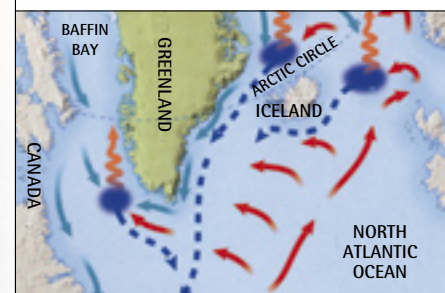 BAFFIN
BAY
GREENLAND
ARCTIC CIRCLE
ICELAND
CANADA
NORTH
ATLANTIC
OCEAN